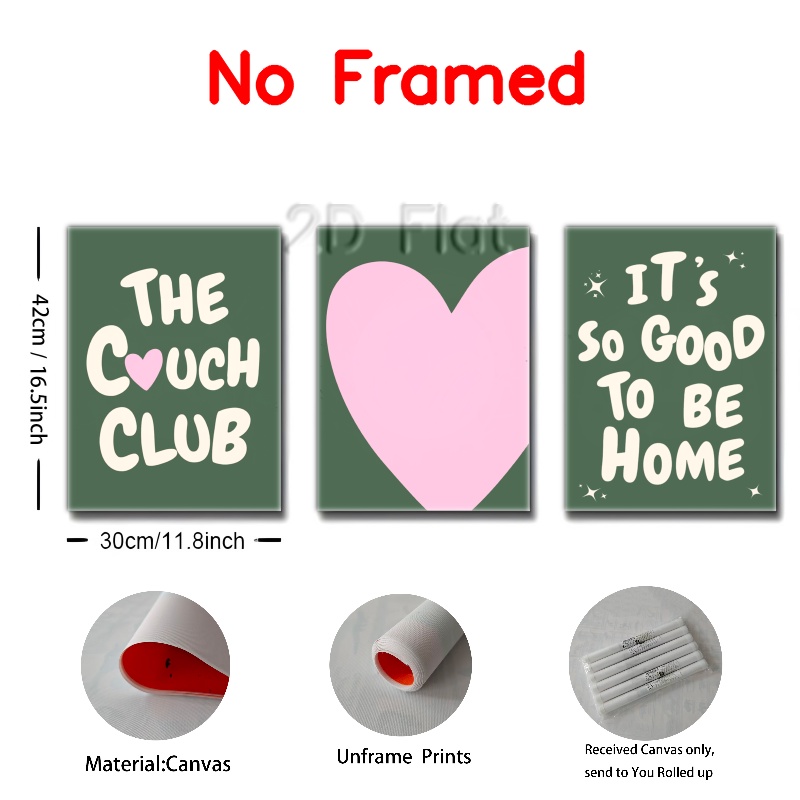 No Framed
2D Flat
THE
COUCH
CLUB
IT's
SO GOOD
TO BE
HOME
42cm / 16.5inch
30cm/11.8inch
Material:Canvas
Unframe Prints
Received Canvas only,
send to You Rolled up